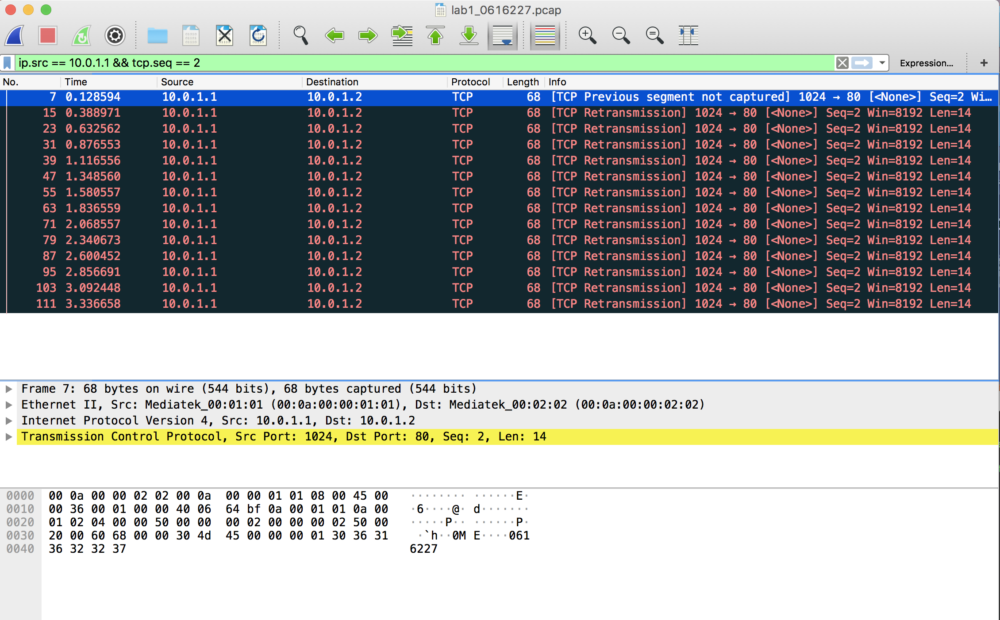 lab1_0616227.pcap
ip.src == 10.0.1.1 && tcp.seq == 2 Expression... +
No. Time Source Destination Protocol Length Info
7 0.128594 10.0.1.1 10.0.1.2 TCP 68 [TCP Previous segment not captured] 1024 → 80 [<None>] Seq=2 Wi…
15 0.388971 10.0.1.1 10.0.1.2 TCP 68 [TCP Retransmission] 1024 → 80 [<None>] Seq=2 Win=8192 Len=14
23 0.632562 10.0.1.1 10.0.1.2 TCP 68 [TCP Retransmission] 1024 → 80 [<None>] Seq=2 Win=8192 Len=14
31 0.876553 10.0.1.1 10.0.1.2 TCP 68 [TCP Retransmission] 1024 → 80 [<None>] Seq=2 Win=8192 Len=14
39 1.116556 10.0.1.1 10.0.1.2 TCP 68 [TCP Retransmission] 1024 → 80 [<None>] Seq=2 Win=8192 Len=14
47 1.348560 10.0.1.1 10.0.1.2 TCP 68 [TCP Retransmission] 1024 → 80 [<None>] Seq=2 Win=8192 Len=14
55 1.580557 10.0.1.1 10.0.1.2 TCP 68 [TCP Retransmission] 1024 → 80 [<None>] Seq=2 Win=8192 Len=14
63 1.836559 10.0.1.1 10.0.1.2 TCP 68 [TCP Retransmission] 1024 → 80 [<None>] Seq=2 Win=8192 Len=14
71 2.068557 10.0.1.1 10.0.1.2 TCP 68 [TCP Retransmission] 1024 → 80 [<None>] Seq=2 Win=8192 Len=14
79 2.340673 10.0.1.1 10.0.1.2 TCP 68 [TCP Retransmission] 1024 → 80 [<None>] Seq=2 Win=8192 Len=14
87 2.600452 10.0.1.1 10.0.1.2 TCP 68 [TCP Retransmission] 1024 → 80 [<None>] Seq=2 Win=8192 Len=14
95 2.856691 10.0.1.1 10.0.1.2 TCP 68 [TCP Retransmission] 1024 → 80 [<None>] Seq=2 Win=8192 Len=14
103 3.092448 10.0.1.1 10.0.1.2 TCP 68 [TCP Retransmission] 1024 → 80 [<None>] Seq=2 Win=8192 Len=14
111 3.336658 10.0.1.1 10.0.1.2 TCP 68 [TCP Retransmission] 1024 → 80 [<None>] Seq=2 Win=8192 Len=14
Frame 7: 68 bytes on wire (544 bits), 68 bytes captured (544 bits)
Ethernet II, Src: Mediatek_00:01:01 (00:0a:00:00:01:01), Dst: Mediatek_00:02:02 (00:0a:00:00:02:02)
Internet Protocol Version 4, Src: 10.0.1.1, Dst: 10.0.1.2
Transmission Control Protocol, Src Port: 1024, Dst Port: 80, Seq: 2, Len: 14
0000 00 0a 00 00 02 02 00 0a 00 00 01 01 08 00 45 00 ········ ······E·
0010 00 36 00 01 00 00 40 06 64 bf 0a 00 01 01 0a 00 ·6····@· d·······
0020 01 02 04 00 00 50 00 00 00 02 00 00 00 02 50 00 ·····P·· ······P·
0030 20 00 60 68 00 00 30 4d 45 00 00 00 01 30 36 31 ·`h··0M E····061
0040 36 32 32 37 6227